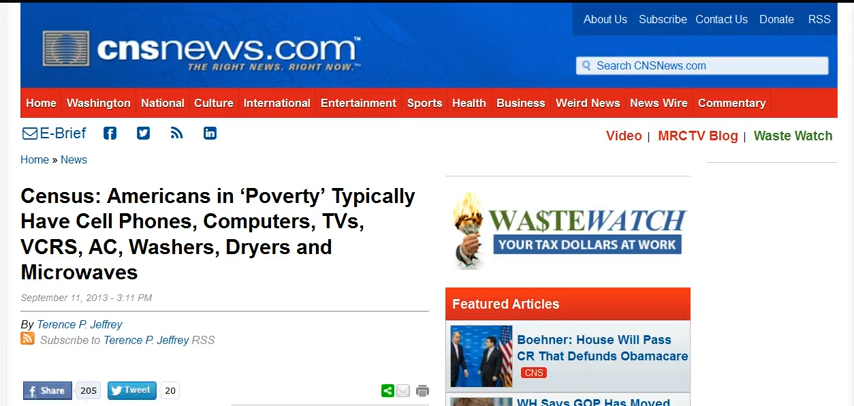 About Us Subscribe Contact Us Donate RSS
cnsnews.com™
THE RIGHT NEWS. RIGHT NOW.™
Search CNSNews.com
Home Washington National Culture International Entertainment Sports Health Business Weird News News Wire Commentary
E-Brief
Video | MRCTV Blog | Waste Watch
Home » News
Census: Americans in ‘Poverty’ Typically
Have Cell Phones, Computers, TVs,
VCRS, AC, Washers, Dryers and
Microwaves
September 11, 2013 - 3:11 PM
By Terence P. Jeffrey
Subscribe to Terence P. Jeffrey RSS
Share 205 Tweet 20
WA$TEWATCH
YOUR TAX DOLLARS AT WORK
Featured Articles
Boehner: House Will Pass
CR That Defunds Obamacare
CNS
WH Says GOP Has Moved